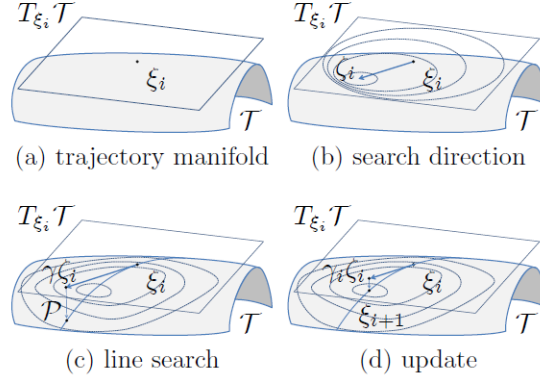 T_{ξ_i} 𝒯
ξ_i
𝒯
(a) trajectory manifold
T_{ξ_i} 𝒯
ζ_i
ξ_i
𝒯
(b) search direction
T_{ξ_i} 𝒯
γζ_i
ξ_i
𝒫
𝒯
(c) line search
T_{ξ_i} 𝒯
γ_iζ_i
ξ_i
ξ_{i+1}
𝒯
(d) update